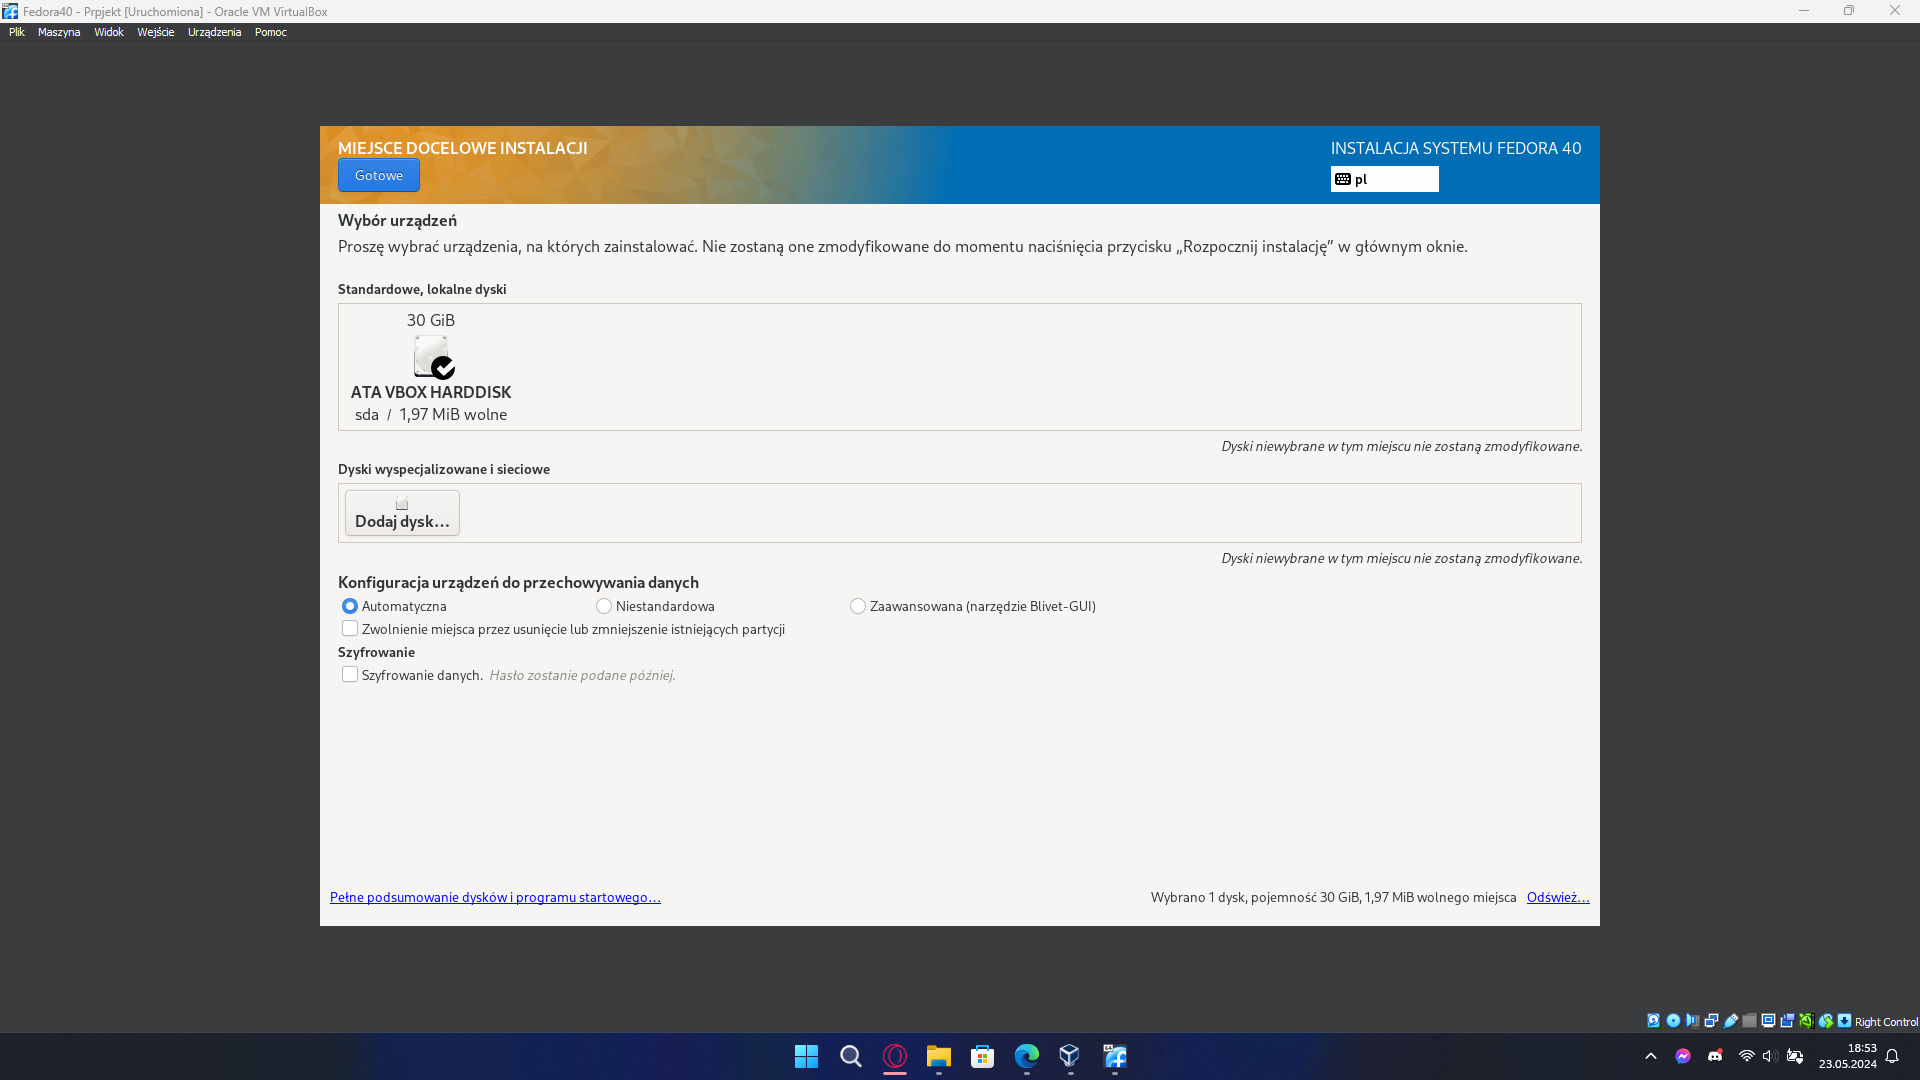 Fedora40 - Prpjekt [Uruchomiona] - Oracle VM VirtualBox
Plik Maszyna Widok Wejście Urządzenia Pomoc
MIEJSCE DOCELOWE INSTALACJI
INSTALACJA SYSTEMU FEDORA 40
Gotowe
pl
Wybór urządzeń
Proszę wybrać urządzenia, na których zainstalować. Nie zostaną one zmodyfikowane do momentu naciśnięcia przycisku „Rozpocznij instalację” w głównym oknie.
Standardowe, lokalne dyski
30 GiB
ATA VBOX HARDDISK
sda / 1,97 MiB wolne
Dyski niewybrane w tym miejscu nie zostaną zmodyfikowane.
Dyski wyspecjalizowane i sieciowe
Dodaj dysk…
Dyski niewybrane w tym miejscu nie zostaną zmodyfikowane.
Konfiguracja urządzeń do przechowywania danych
Automatyczna Niestandardowa Zaawansowana (narzędzie Blivet-GUI)
Zwolnienie miejsca przez usunięcie lub zmniejszenie istniejących partycji
Szyfrowanie
Szyfrowanie danych. Hasło zostanie podane później.
Pełne podsumowanie dysków i programu startowego…
Wybrano 1 dysk, pojemność 30 GiB, 1,97 MiB wolnego miejsca Odśwież…
Right Control
18:53
23.05.2024